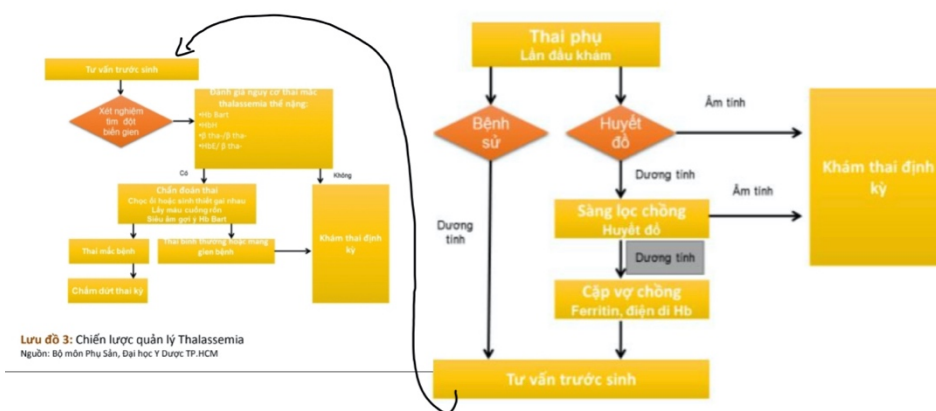 Tư vấn trước sinh
Xét nghiệm
tìm đột
biến gien
Đánh giá nguy cơ thai mắc
thalassemia thể nặng:
•Hb Bart
•HbH
•β tha-/β tha-
•HbE/ β tha-
Có
Không
Chẩn đoán thai
Chọc ối hoặc sinh thiết gai nhau
Lấy máu cuống rốn
Siêu âm gợi ý Hb Bart
Thai mắc bệnh
Thai bình thường hoặc mang
gien bệnh
Khám thai định
kỳ
Chấm dứt thai kỳ
Lưu đồ 3: Chiến lược quản lý Thalassemia
Nguồn: Bộ môn Phụ Sản, Đại học Y Dược TP.HCM
Thai phụ
Lần đầu khám
Bệnh
sử
Huyết
đồ
Âm tính
Khám thai định
kỳ
Dương tính
Sàng lọc chồng
Huyết đồ
Âm tính
Dương
tính
Dương tính
Cặp vợ chồng
Ferritin, điện di Hb
Tư vấn trước sinh